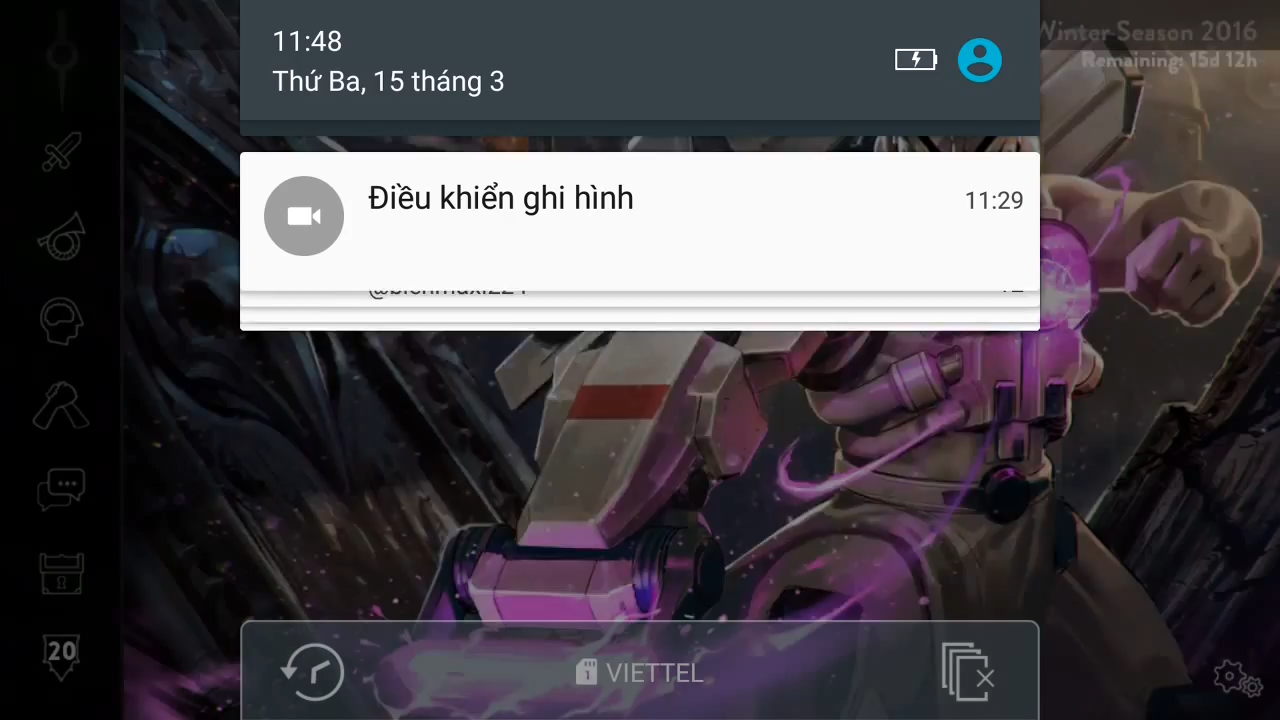 11:48
Thứ Ba, 15 tháng 3
Winter Season 2016
Remaining: 15d 12h
Điều khiển ghi hình
11:29
20
1
VIETTEL